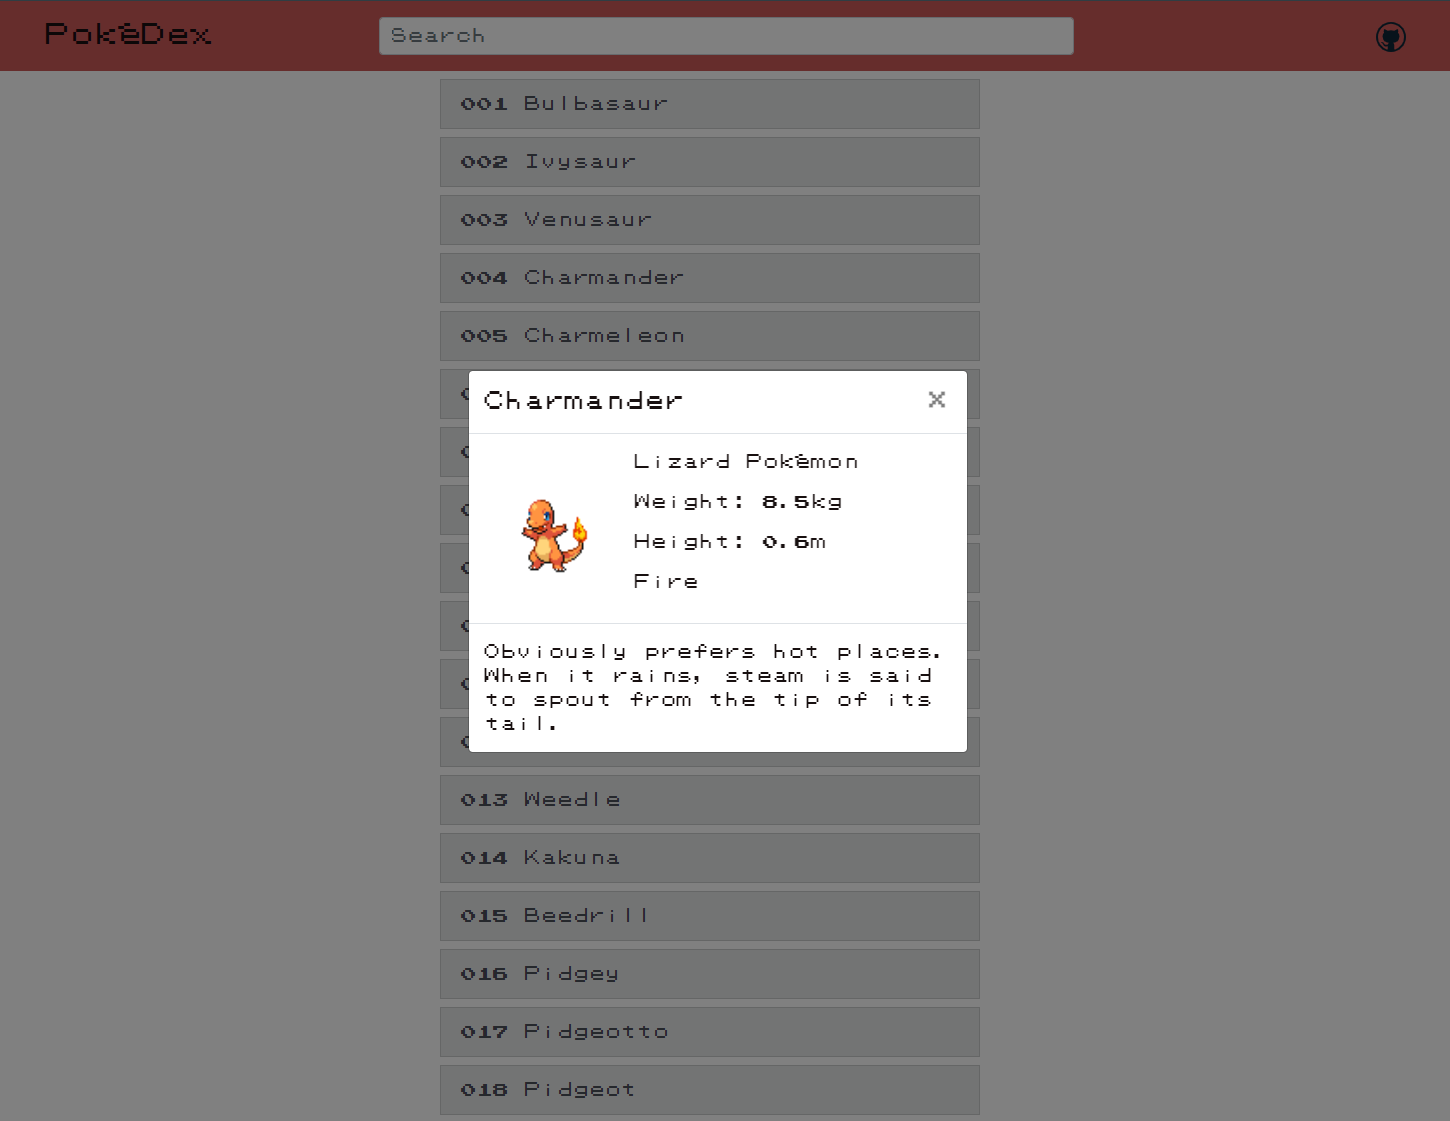 PokéDex
Search
001 Bulbasaur
002 Ivysaur
003 Venusaur
004 Charmander
005 Charmeleon
Charmander ×
Lizard Pokémon
Weight: 8.5kg
Height: 0.6m
Fire
Obviously prefers hot places.
When it rains, steam is said
to spout from the tip of its
tail.
013 Weedle
014 Kakuna
015 Beedrill
016 Pidgey
017 Pidgeotto
018 Pidgeot